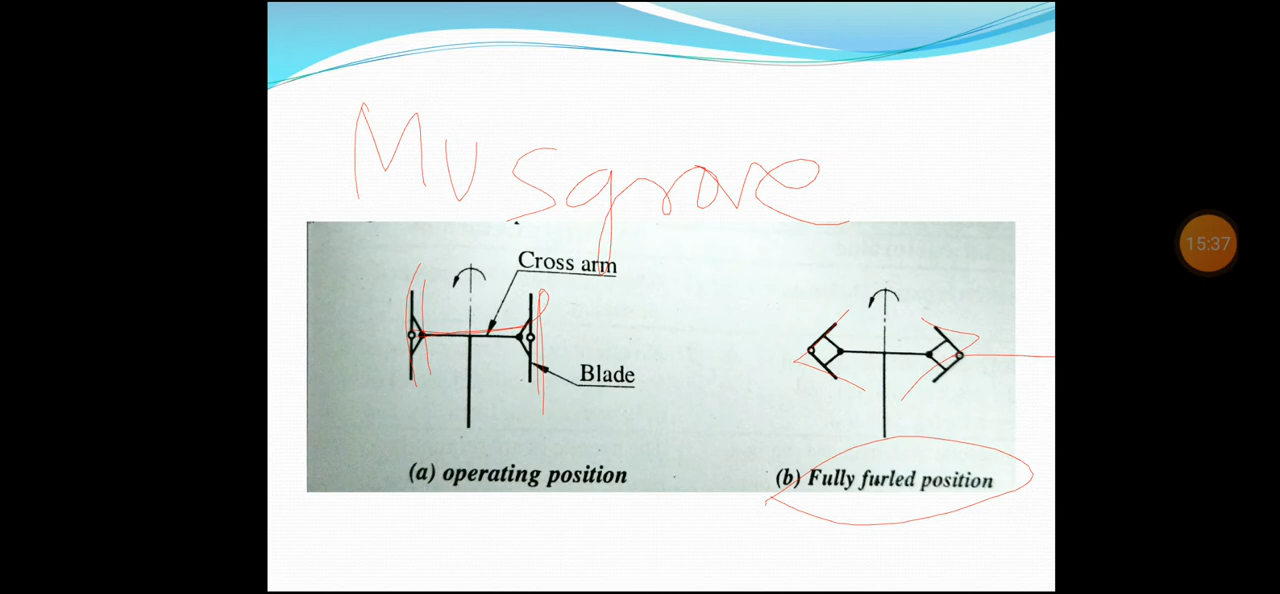 Musgrove
Cross arm
Blade
(a) operating position
(b) Fully furled position
15:37